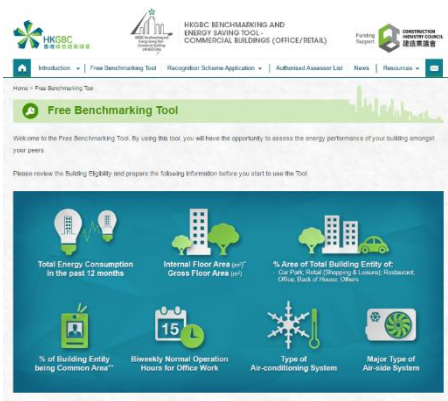 HKGBC
HKGBC BENCHMARKING AND
ENERGY SAVING TOOL -
COMMERCIAL BUILDINGS (OFFICE/RETAIL)
Funding
Support
CONSTRUCTION
INDUSTRY COUNCIL
建造業議會
Introduction
Free Benchmarking Tool
Recognition Scheme Application
Authorised Assessor List
News
Resources
Home > Free Benchmarking Tool
Free Benchmarking Tool
Welcome to the Free Benchmarking Tool. By using this tool, you will have the opportunity to assess the energy performance of your building amongst
your peers.
Please review the Building Eligibility and prepare the following information before you start to use the Tool.
Total Energy Consumption
in the past 12 months
Internal Floor Area (m²)*
Gross Floor Area (m²)
% Area of Total Building Entity of:
- Car Park; Retail (Shopping & Leisure); Restaurant;
Office; Back of House; Others
% of Building Entity
being Common Area**
15
Biweekly Normal Operation
Hours for Office Work
Type of
Air-conditioning System
Major Type of
Air-side System